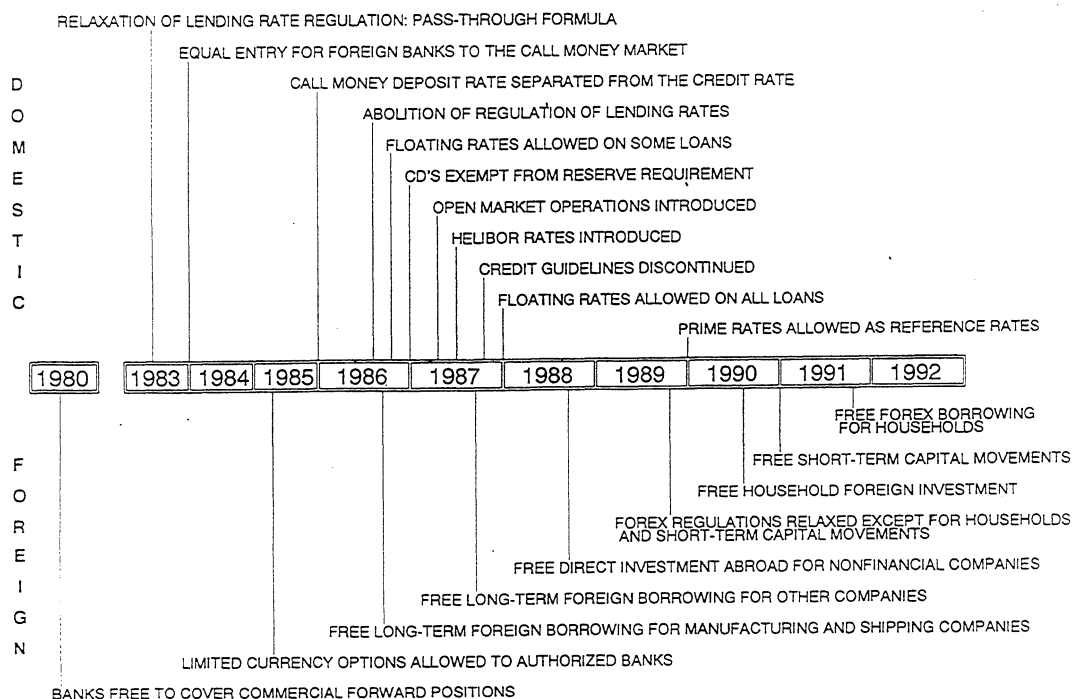 RELAXATION OF LENDING RATE REGULATION: PASS-THROUGH FORMULA
EQUAL ENTRY FOR FOREIGN BANKS TO THE CALL MONEY MARKET
CALL MONEY DEPOSIT RATE SEPARATED FROM THE CREDIT RATE
ABOLITION OF REGULATION OF LENDING RATES
FLOATING RATES ALLOWED ON SOME LOANS
CD'S EXEMPT FROM RESERVE REQUIREMENT
OPEN MARKET OPERATIONS INTRODUCED
HELIBOR RATES INTRODUCED
CREDIT GUIDELINES DISCONTINUED
FLOATING RATES ALLOWED ON ALL LOANS
PRIME RATES ALLOWED AS REFERENCE RATES
DOMESTIC
1980 1983 1984 1985 1986 1987 1988 1989 1990 1991 1992
FOREIGN
FREE FOREX BORROWING
FOR HOUSEHOLDS
FREE SHORT-TERM CAPITAL MOVEMENTS
FREE HOUSEHOLD FOREIGN INVESTMENT
FOREX REGULATIONS RELAXED EXCEPT FOR HOUSEHOLDS
AND SHORT-TERM CAPITAL MOVEMENTS
FREE DIRECT INVESTMENT ABROAD FOR NONFINANCIAL COMPANIES
FREE LONG-TERM FOREIGN BORROWING FOR OTHER COMPANIES
FREE LONG-TERM FOREIGN BORROWING FOR MANUFACTURING AND SHIPPING COMPANIES
LIMITED CURRENCY OPTIONS ALLOWED TO AUTHORIZED BANKS
BANKS FREE TO COVER COMMERCIAL FORWARD POSITIONS